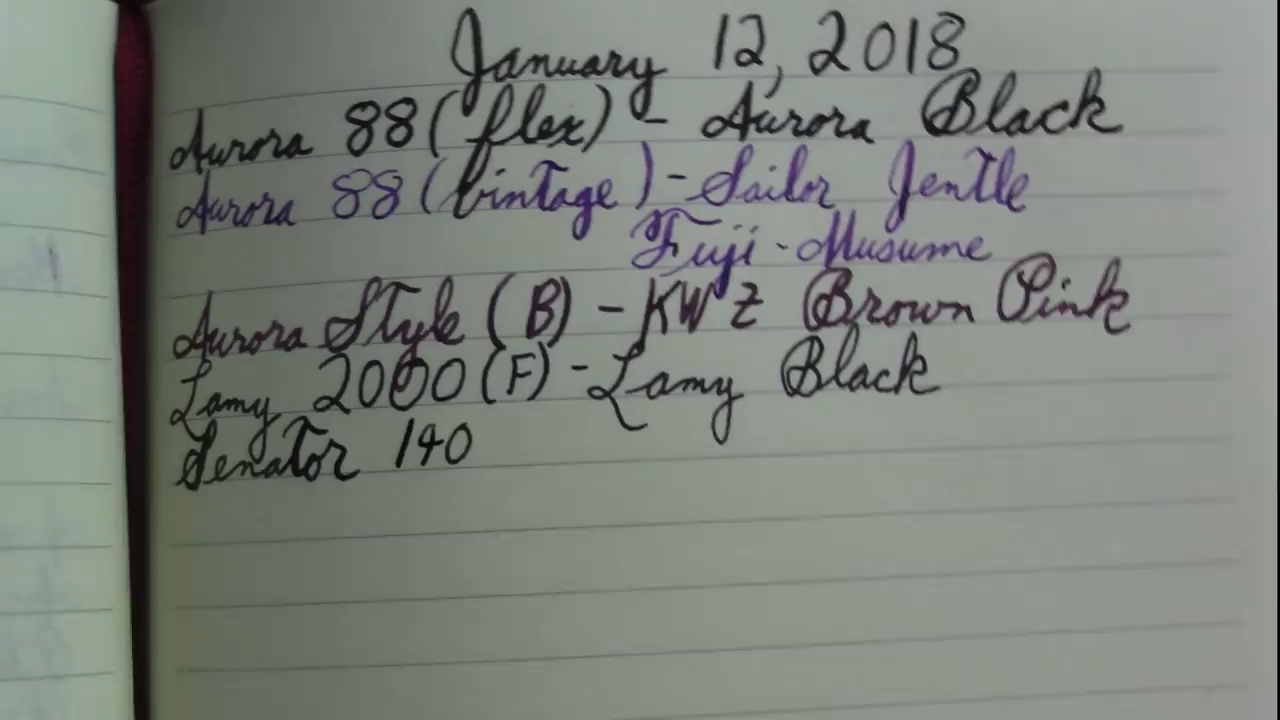 January 12, 2018
Aurora 88 (flex) - Aurora Black
Aurora 88 (vintage) - Sailor Jentle
Fuji - Musume
Aurora Style (B) - KWZ Brown Pink
Lamy 2000 (F) - Lamy Black
Senator 140